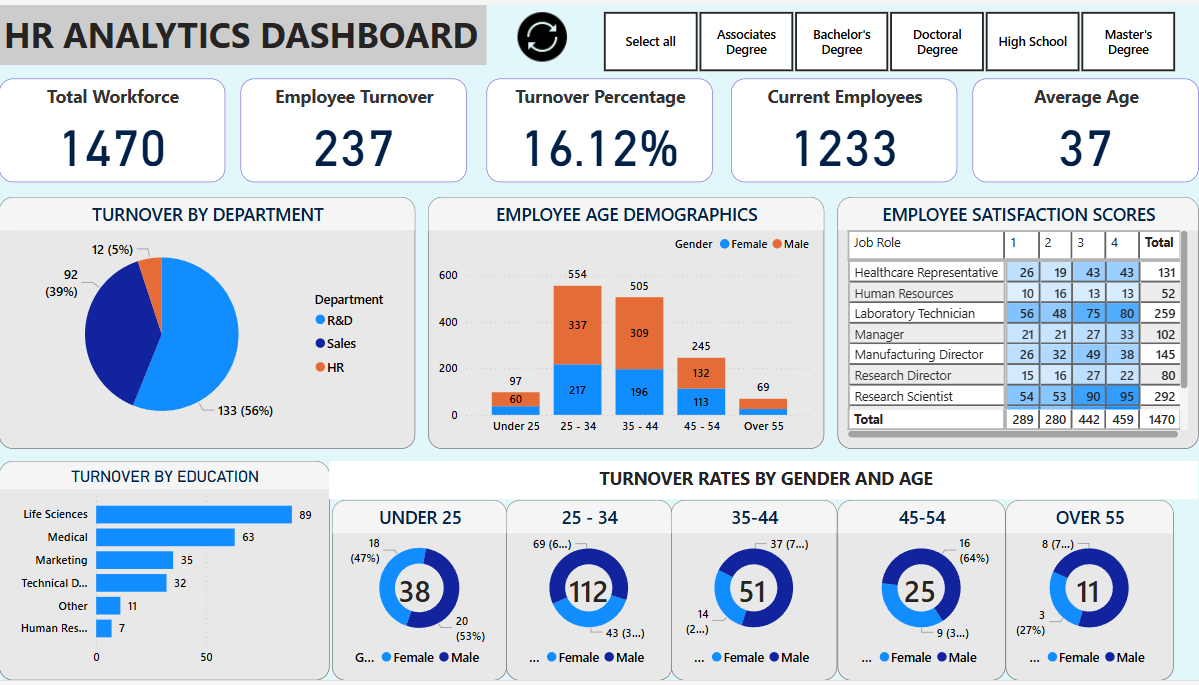 HR ANALYTICS DASHBOARD
Select all
Associates
Degree
Bachelor's
Degree
Doctoral
Degree
High School
Master's
Degree
Total Workforce
1470
Employee Turnover
237
Turnover Percentage
16.12%
Current Employees
1233
Average Age
37
TURNOVER BY DEPARTMENT
12 (5%)
92
(39%)
133 (56%)
Department
R&D
Sales
HR
EMPLOYEE AGE DEMOGRAPHICS
Gender Female Male
600
400
200
0
97
60
554
337
217
505
309
196
245
132
113
69
Under 25 25 - 34 35 - 44 45 - 54 Over 55
EMPLOYEE SATISFACTION SCORES
Job Role 1 2 3 4 Total
Healthcare Representative 26 19 43 43 131
Human Resources 10 16 13 13 52
Laboratory Technician 56 48 75 80 259
Manager 21 21 27 33 102
Manufacturing Director 26 32 49 38 145
Research Director 15 16 27 22 80
Research Scientist 54 53 90 95 292
Total 289 280 442 459 1470
TURNOVER BY EDUCATION
Life Sciences 89
Medical 63
Marketing 35
Technical D... 32
Other 11
Human Res... 7
0 50
TURNOVER RATES BY GENDER AND AGE
UNDER 25
18
(47%)
38
20
(53%)
G... Female Male
25 - 34
69 (6...)
112
43 (3...)
... Female Male
35-44
37 (7...)
51
14
(2...)
... Female Male
45-54
16
(64%)
25
9 (3...)
... Female Male
OVER 55
8 (7...)
11
3
(27%)
... Female Male